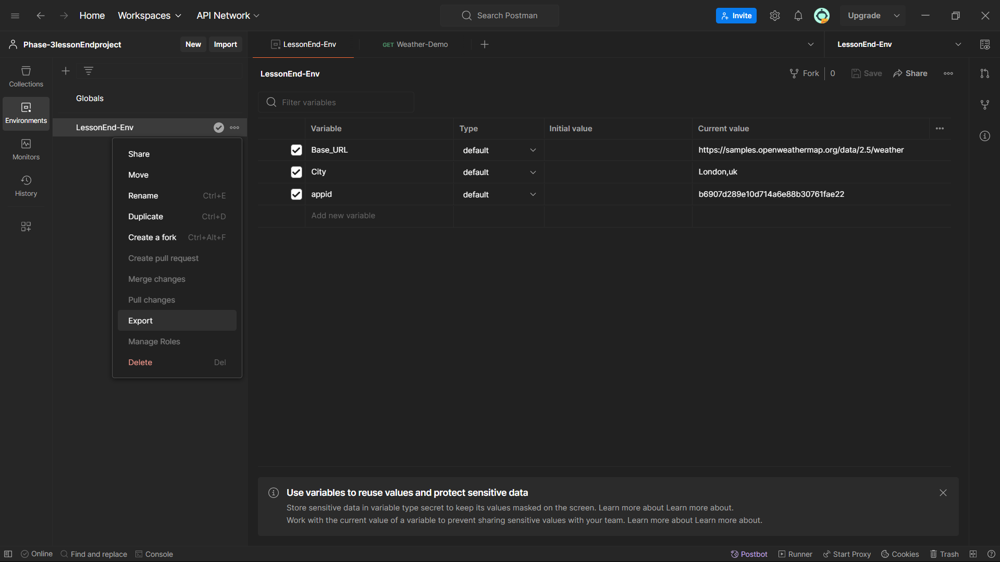 Home Workspaces API Network
Search Postman
Invite
Upgrade
Phase-3lessonEndproject New Import
LessonEnd-Env GET Weather-Demo LessonEnd-Env
Collections
Environments
Monitors
History
Globals
LessonEnd-Env
Share
Move
Rename Ctrl+E
Duplicate Ctrl+D
Create a fork Ctrl+Alt+F
Create pull request
Merge changes
Pull changes
Export
Manage Roles
Delete Del
LessonEnd-Env Fork 0 Save Share
Filter variables
Variable Type Initial value Current value
Base_URL default https://samples.openweathermap.org/data/2.5/weather
City default London,uk
appid default b6907d289e10d714a6e88b30761fae22
Add new variable
Use variables to reuse values and protect sensitive data
Store sensitive data in variable type secret to keep its values masked on the screen. Learn more about Learn more about.
Work with the current value of a variable to prevent sharing sensitive values with your team. Learn more about Learn more about.
Online Find and replace Console Postbot Runner Start Proxy Cookies Trash